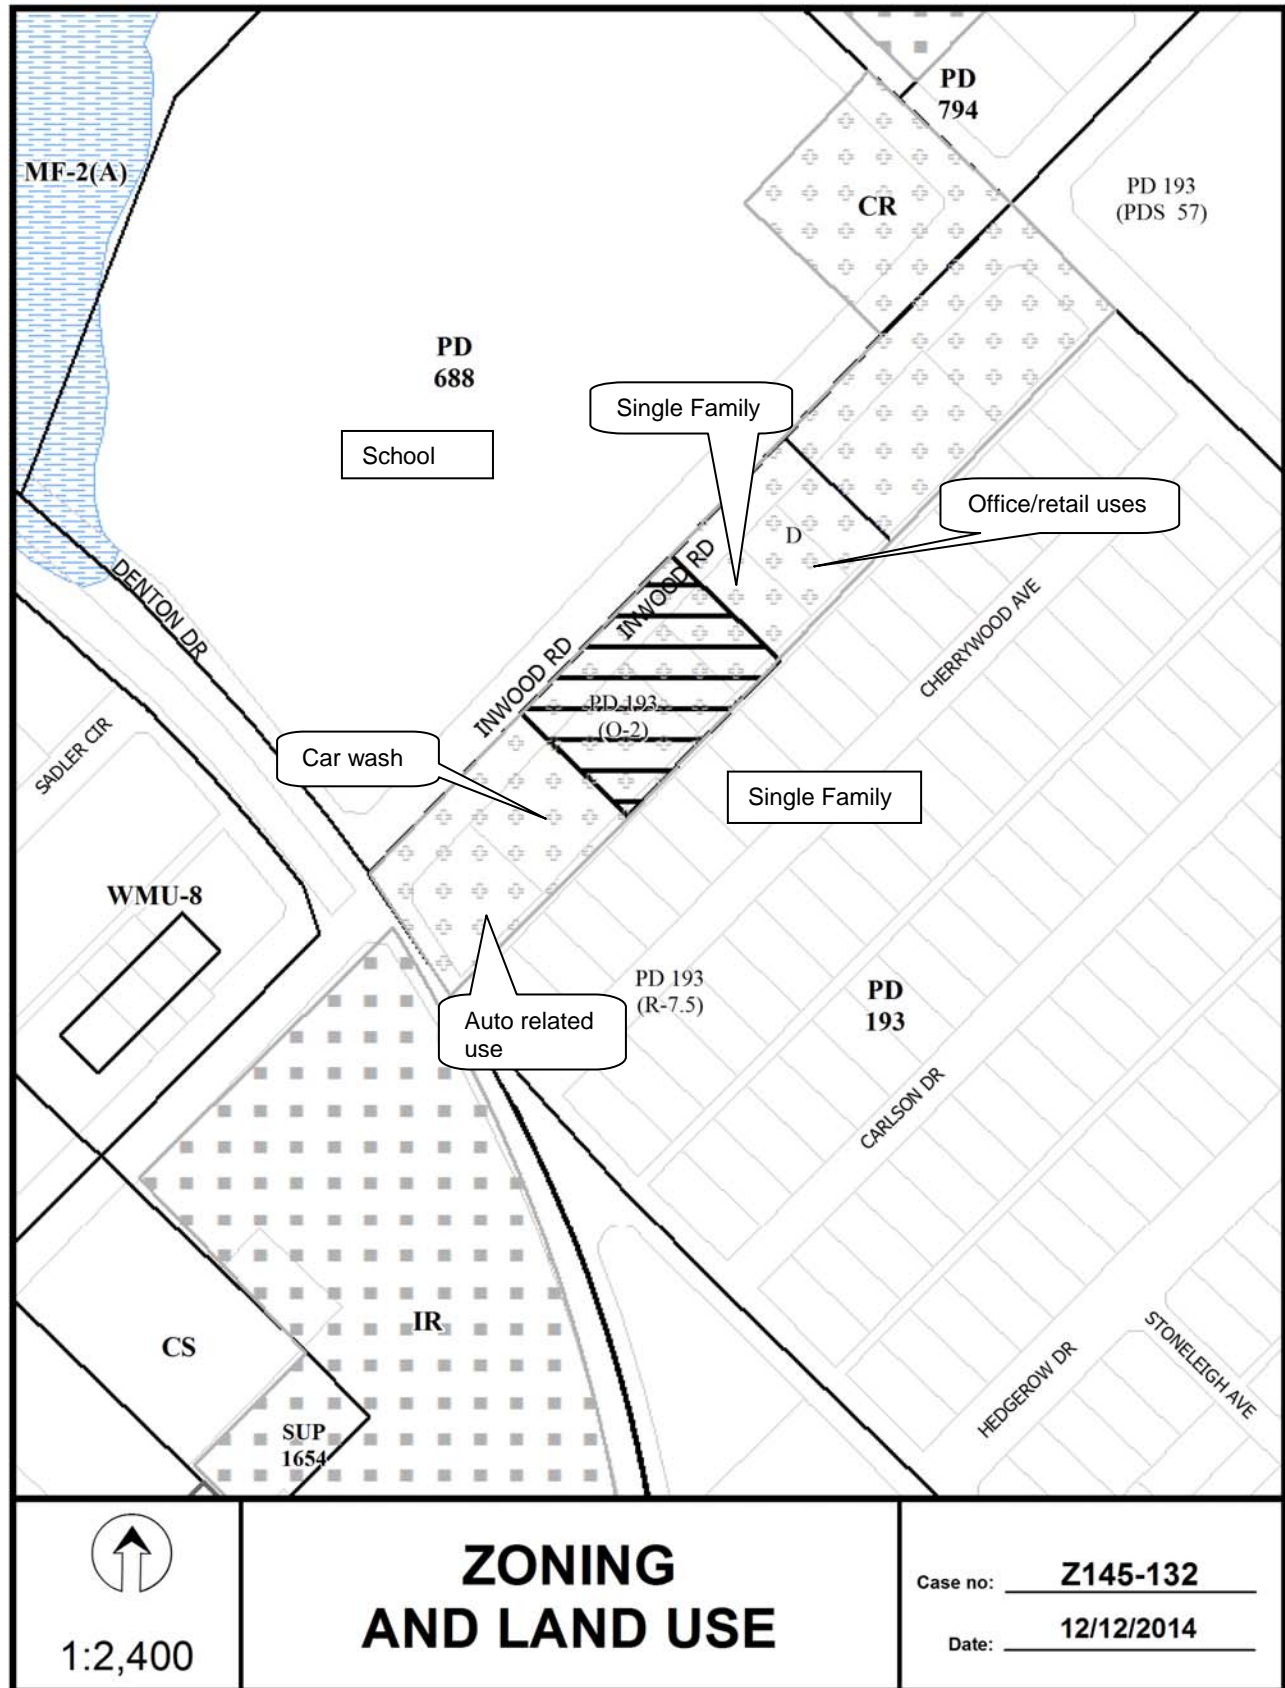 PD
794
MF-2(A)
PD 193
(PDS 57)
CR
PD
688
Single Family
School
Office/retail uses
D
INWOOD RD
DENTON DR
CHERRYWOOD AVE
INWOOD RD
PD 193
(O-2)
SADLER CIR
Car wash
Single Family
WMU-8
PD 193
(R-7.5)
PD
193
Auto related
use
CARLSON DR
IR
CS
STONELEIGH AVE
HEDGEROW DR
SUP
1654
1:2,400
ZONING
AND LAND USE
Case no: Z145-132
Date: 12/12/2014